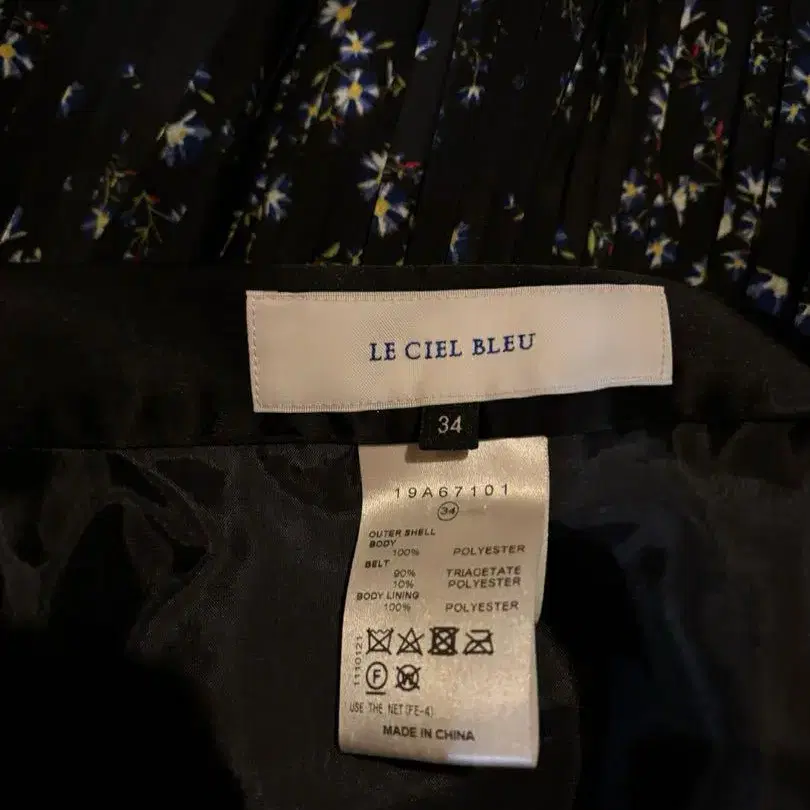 LE CIEL BLEU
34
19A67101
34
OUTER SHELL
BODY
100% POLYESTER
BELT
90% TRIACETATE
10% POLYESTER
BODY LINING
100% POLYESTER
1110121
F
W
USE THE NET(FE-4)
MADE IN CHINA